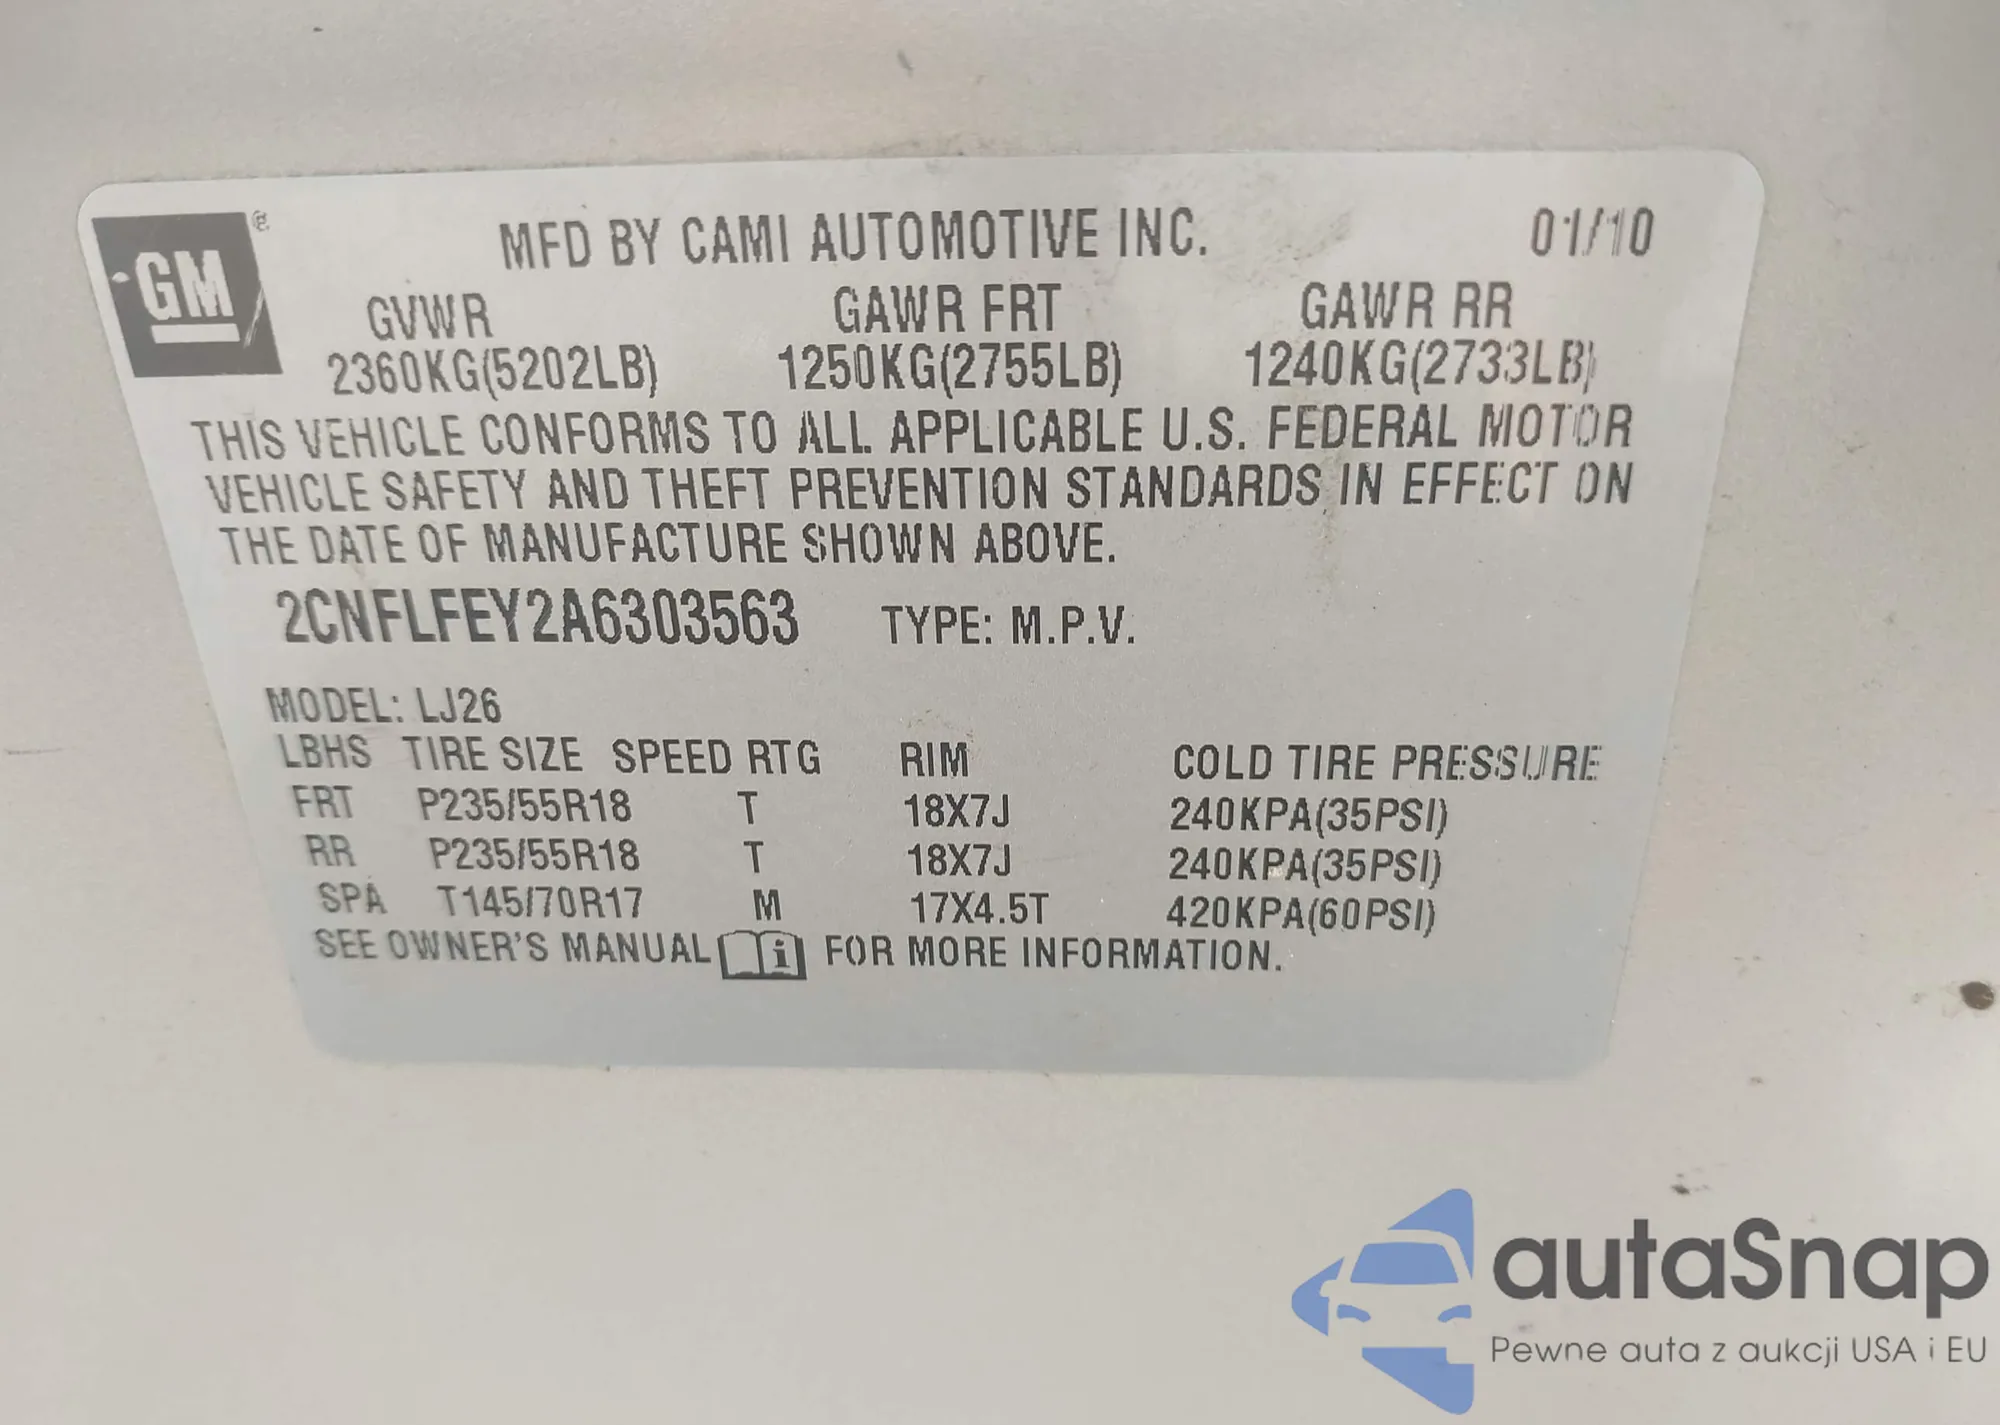 GM ®
MFD BY CAMI AUTOMOTIVE INC. 01/10
GVWR GAWR FRT GAWR RR
2360KG(5202LB) 1250KG(2755LB) 1240KG(2733LB)
THIS VEHICLE CONFORMS TO ALL APPLICABLE U.S. FEDERAL MOTOR
VEHICLE SAFETY AND THEFT PREVENTION STANDARDS IN EFFECT ON
THE DATE OF MANUFACTURE SHOWN ABOVE.
2CNFLFEY2A6303563 TYPE: M.P.V.
MODEL: LJ26
LBHS TIRE SIZE SPEED RTG RIM COLD TIRE PRESSURE
FRT P235/55R18 T 18X7J 240KPA(35PSI)
RR P235/55R18 T 18X7J 240KPA(35PSI)
SPA T145/70R17 M 17X4.5T 420KPA(60PSI)
SEE OWNER'S MANUAL i FOR MORE INFORMATION.
autaSnap
Pewne auta z aukcji USA i EU